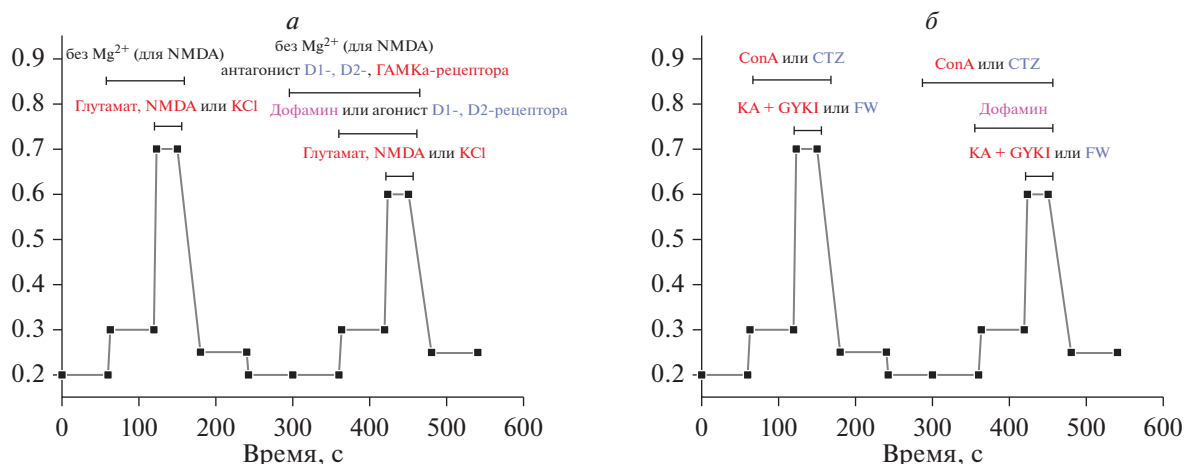 а
без Mg²⁺ (для NMDA)
без Mg²⁺ (для NMDA)
антагонист D1-, D2-, ГАМКа-рецептора
Глутамат, NMDA или KCl
Дофамин или агонист D1-, D2-рецептора
Глутамат, NMDA или KCl
0.9
0.8
0.7
0.6
0.5
0.4
0.3
0.2
0 100 200 300 400 500 600
Время, с
б
ConA или CTZ
ConA или CTZ
KA + GYKI или FW
Дофамин
KA + GYKI или FW
0.9
0.8
0.7
0.6
0.5
0.4
0.3
0.2
0 100 200 300 400 500 600
Время, с